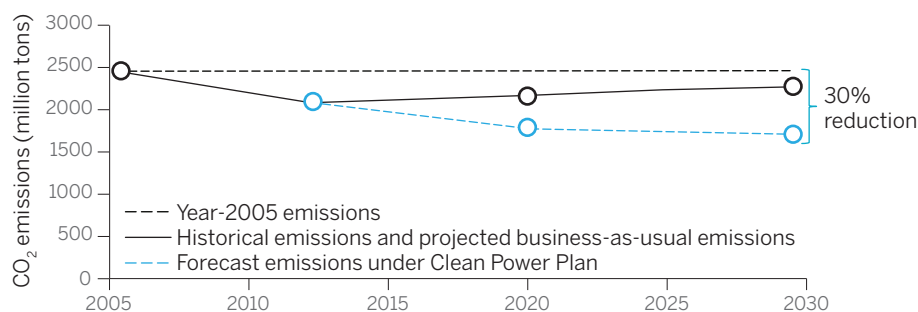 CO₂ emissions (million tons)
3000
2500
2000
1500
1000
500
0
30%
reduction
Year-2005 emissions
Historical emissions and projected business-as-usual emissions
Forecast emissions under Clean Power Plan
2005
2010
2015
2020
2025
2030